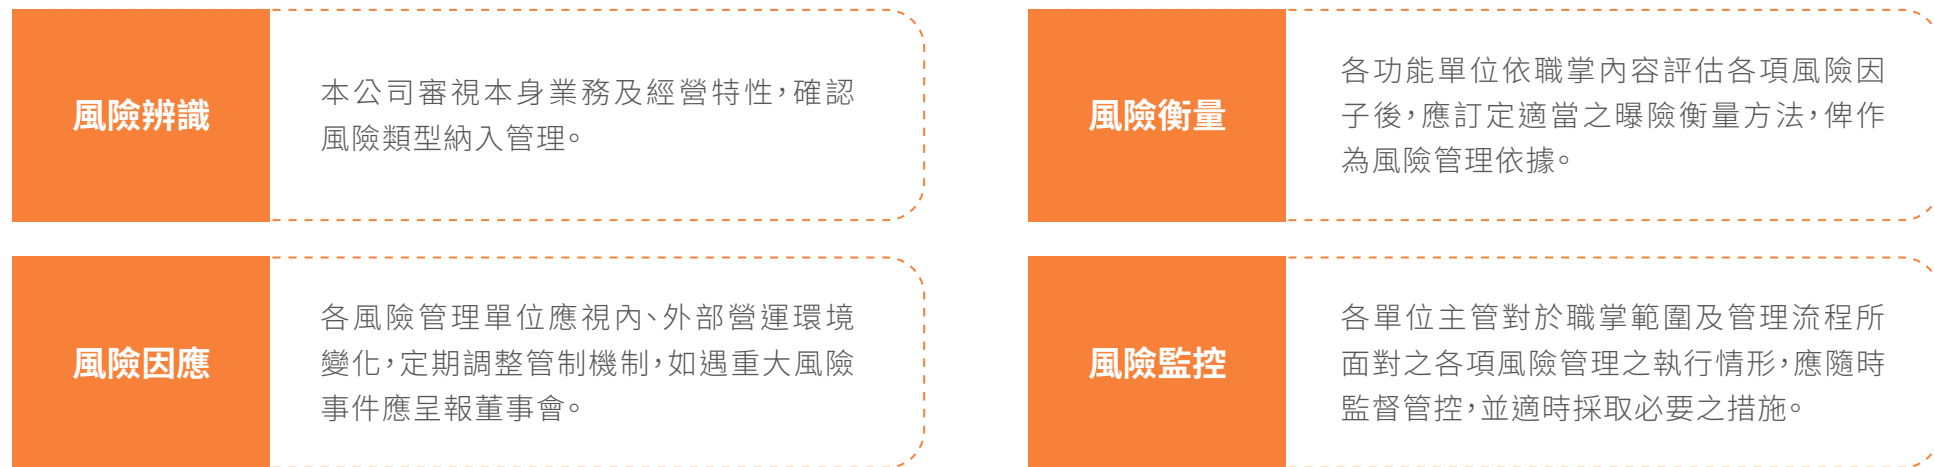 風險辨識
本公司審視本身業務及經營特性,確認
風險類型納入管理。
風險衡量
各功能單位依職掌內容評估各項風險因
子後,應訂定適當之曝險衡量方法,俾作
為風險管理依據。
風險因應
各風險管理單位應視內、外部營運環境
變化,定期調整管制機制,如遇重大風險
事件應呈報董事會。
風險監控
各單位主管對於職掌範圍及管理流程所
面對之各項風險管理之執行情形,應隨時
監督管控,並適時採取必要之措施。